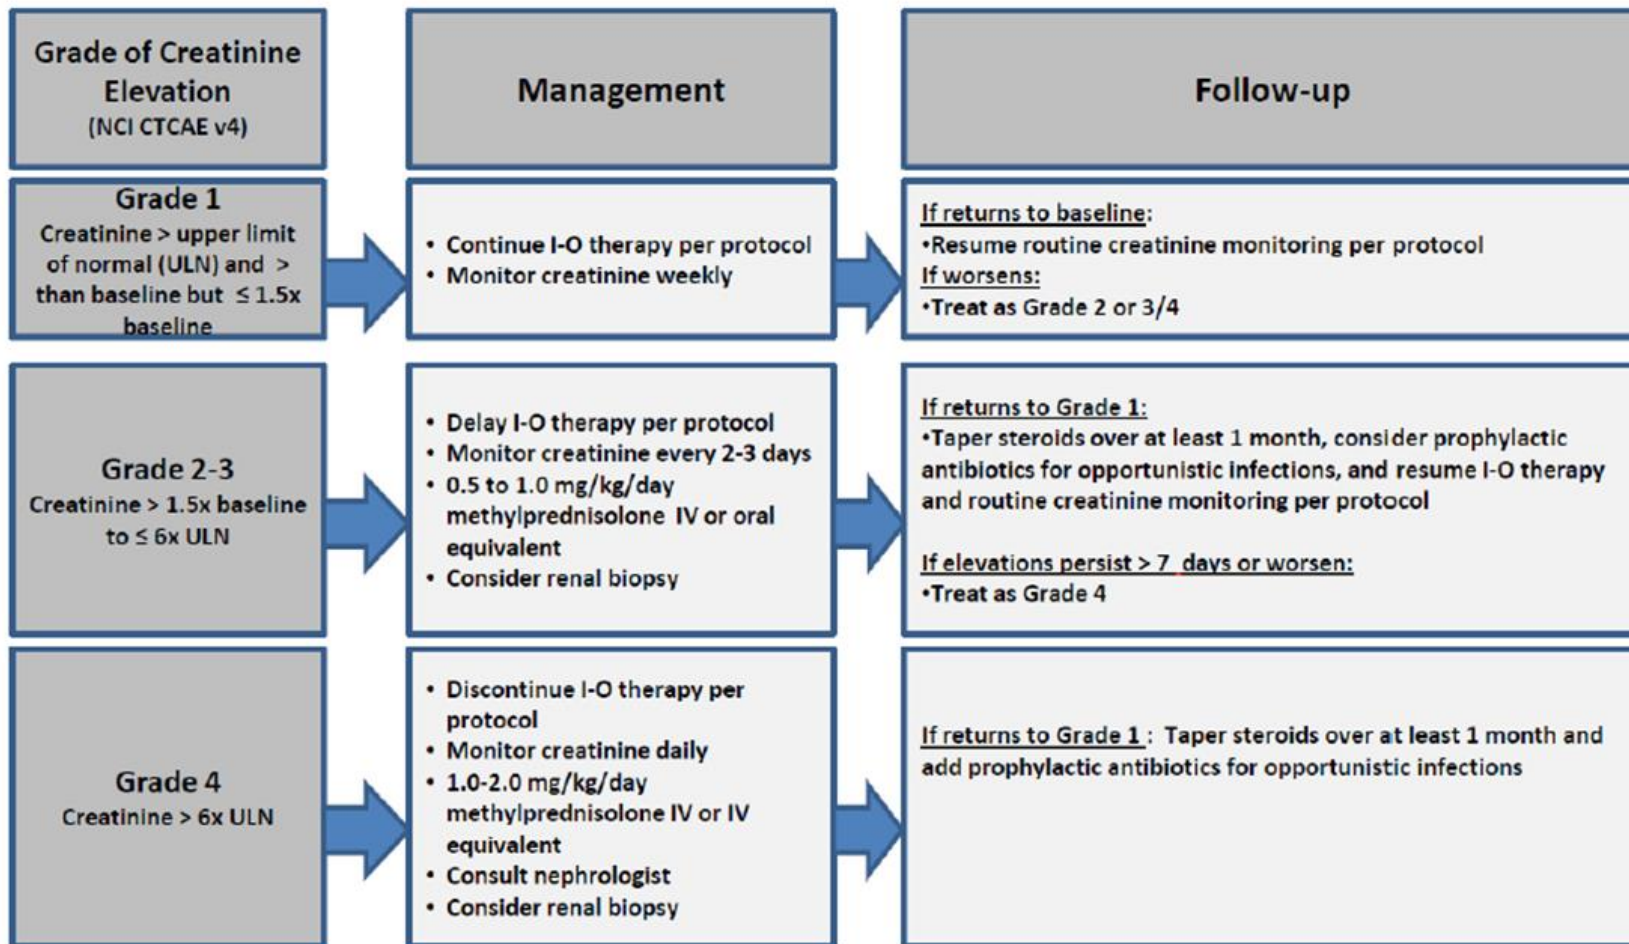 Grade of Creatinine
Elevation
(NCI CTCAE v4)
Management
Follow-up
Grade 1
Creatinine > upper limit
of normal (ULN) and >
than baseline but ≤ 1.5x
baseline
• Continue I-O therapy per protocol
• Monitor creatinine weekly
If returns to baseline:
•Resume routine creatinine monitoring per protocol
If worsens:
•Treat as Grade 2 or 3/4
Grade 2-3
Creatinine > 1.5x baseline
to ≤ 6x ULN
• Delay I-O therapy per protocol
• Monitor creatinine every 2-3 days
• 0.5 to 1.0 mg/kg/day
methylprednisolone IV or oral
equivalent
• Consider renal biopsy
If returns to Grade 1:
•Taper steroids over at least 1 month, consider prophylactic
antibiotics for opportunistic infections, and resume I-O therapy
and routine creatinine monitoring per protocol
If elevations persist > 7 days or worsen:
•Treat as Grade 4
Grade 4
Creatinine > 6x ULN
• Discontinue I-O therapy per
protocol
• Monitor creatinine daily
• 1.0-2.0 mg/kg/day
methylprednisolone IV or IV
equivalent
• Consult nephrologist
• Consider renal biopsy
If returns to Grade 1 : Taper steroids over at least 1 month and
add prophylactic antibiotics for opportunistic infections